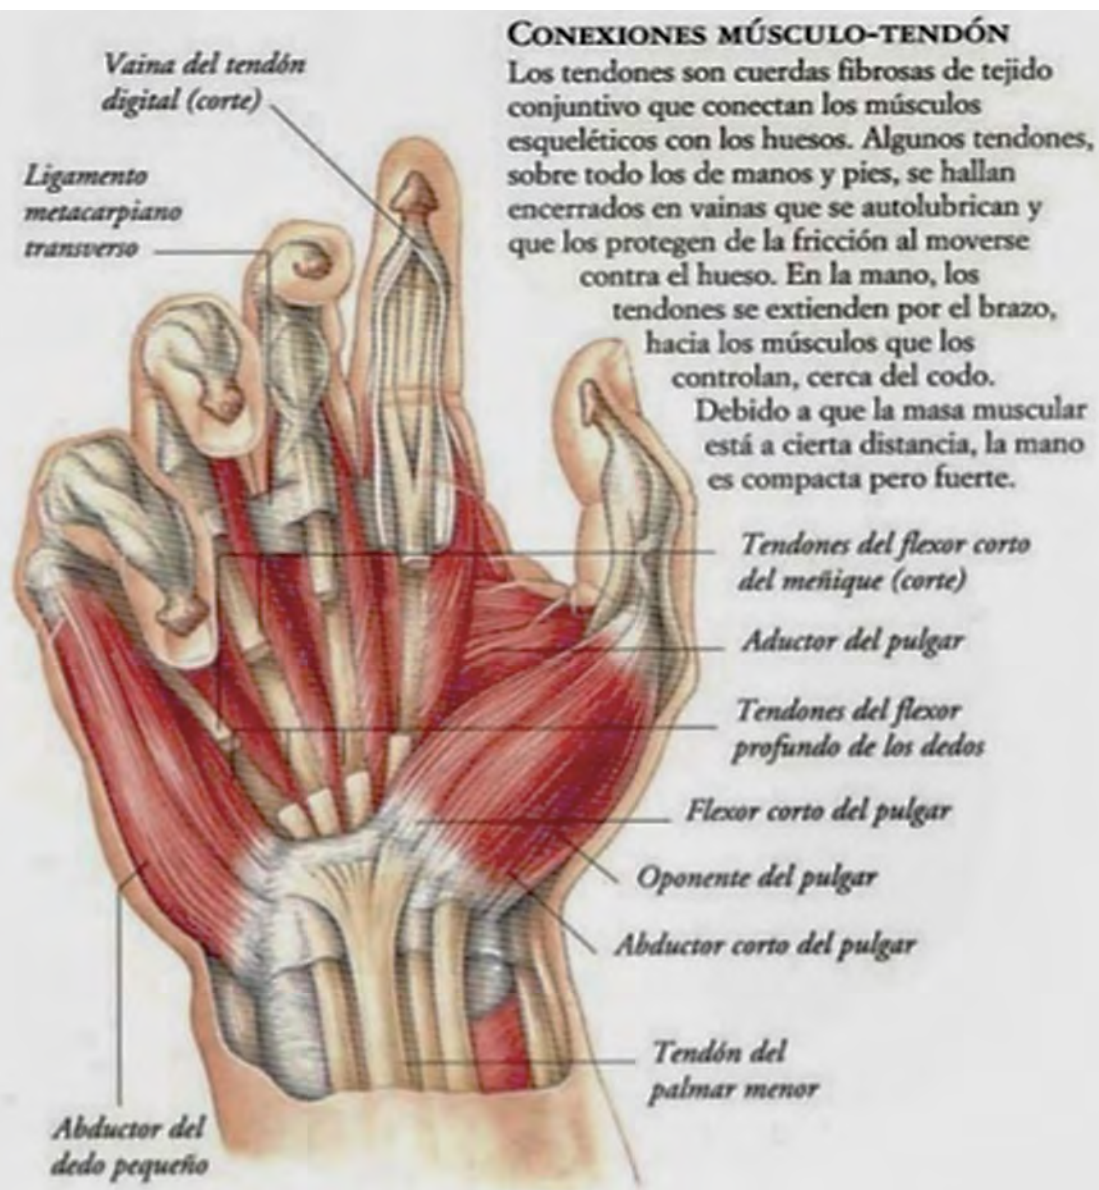 CONEXIONES MÚSCULO-TENDÓN
Los tendones son cuerdas fibrosas de tejido
conjuntivo que conectan los músculos
esqueléticos con los huesos. Algunos tendones,
sobre todo los de manos y pies, se hallan
encerrados en vainas que se autolubrican y
que los protegen de la fricción al moverse
contra el hueso. En la mano, los
tendones se extienden por el brazo,
hacia los músculos que los
controlan, cerca del codo.
Debido a que la masa muscular
está a cierta distancia, la mano
es compacta pero fuerte.
Vaina del tendón
digital (corte)
Ligamento
metacarpiano
transverso
Tendones del flexor corto
del meñique (corte)
Aductor del pulgar
Tendones del flexor
profundo de los dedos
Flexor corto del pulgar
Oponente del pulgar
Abductor corto del pulgar
Tendón del
palmar menor
Abductor del
dedo pequeño